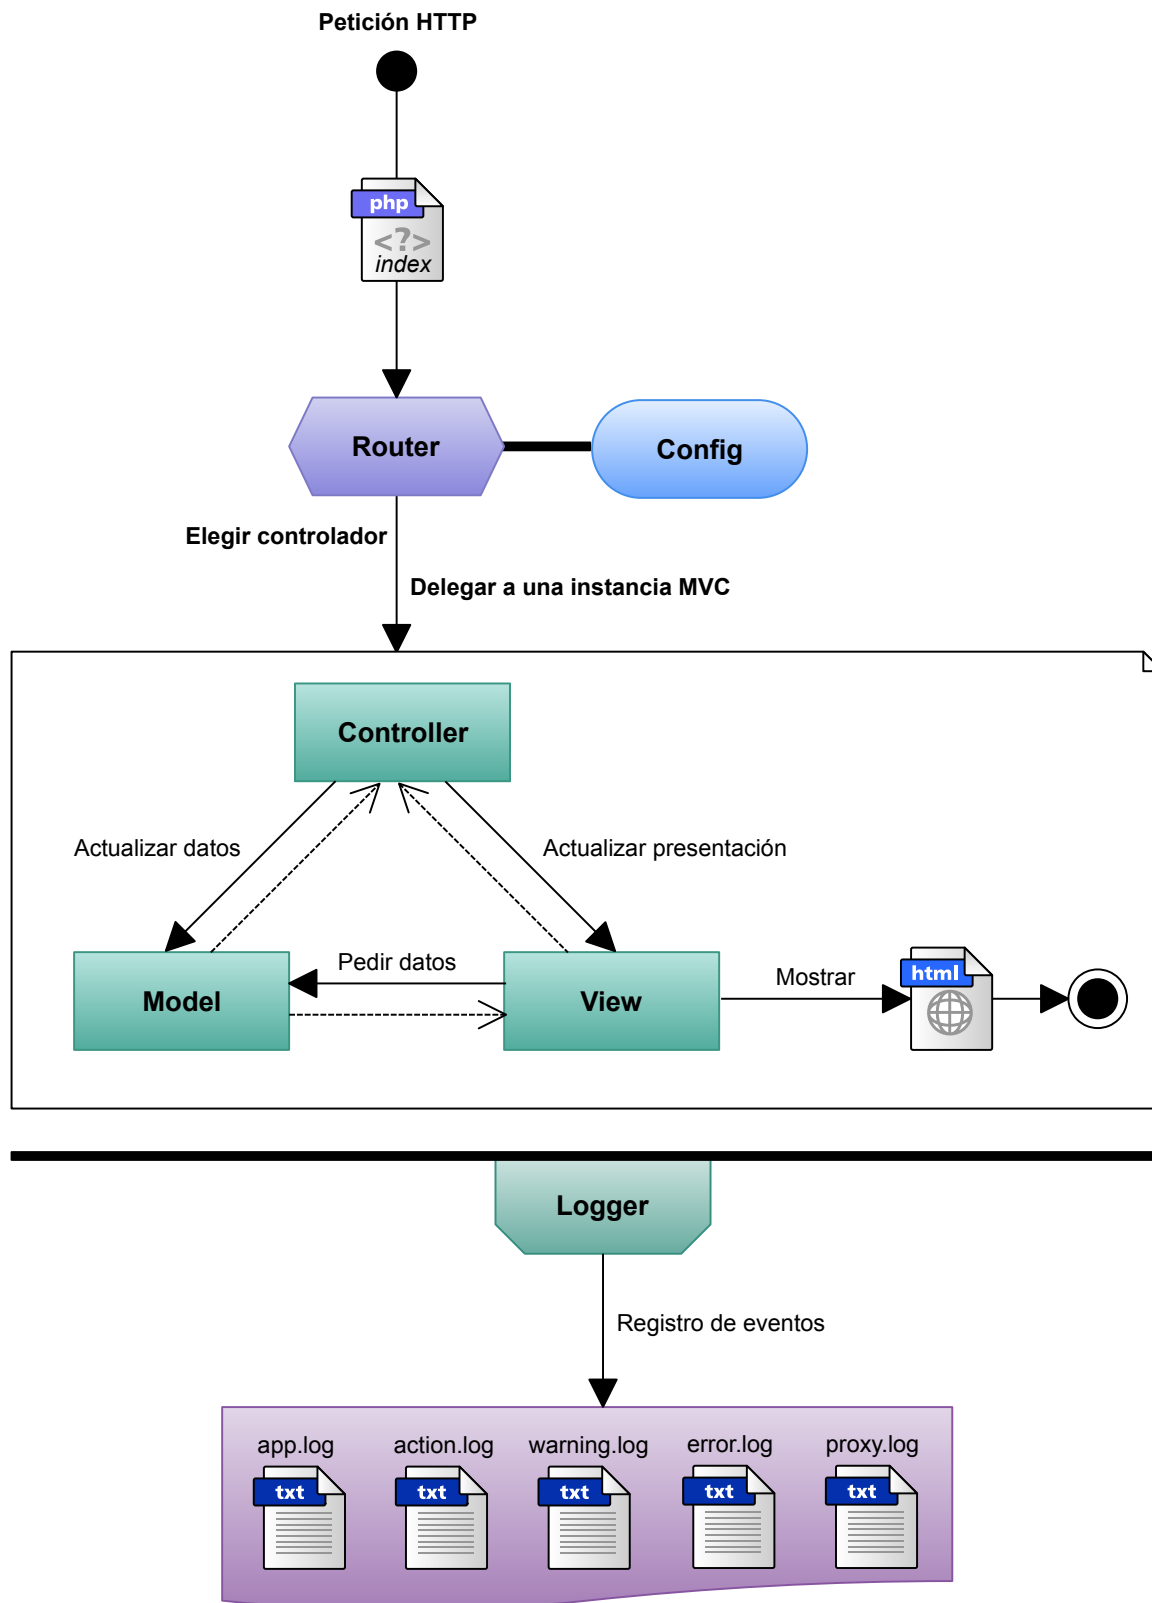 Petición HTTP
php
<?>
index
Router
Config
Elegir controlador
Delegar a una instancia MVC
Controller
Actualizar datos
Actualizar presentación
Pedir datos
Model
View
Mostrar
html
Logger
Registro de eventos
app.log
action.log
warning.log
error.log
proxy.log
txt
txt
txt
txt
txt